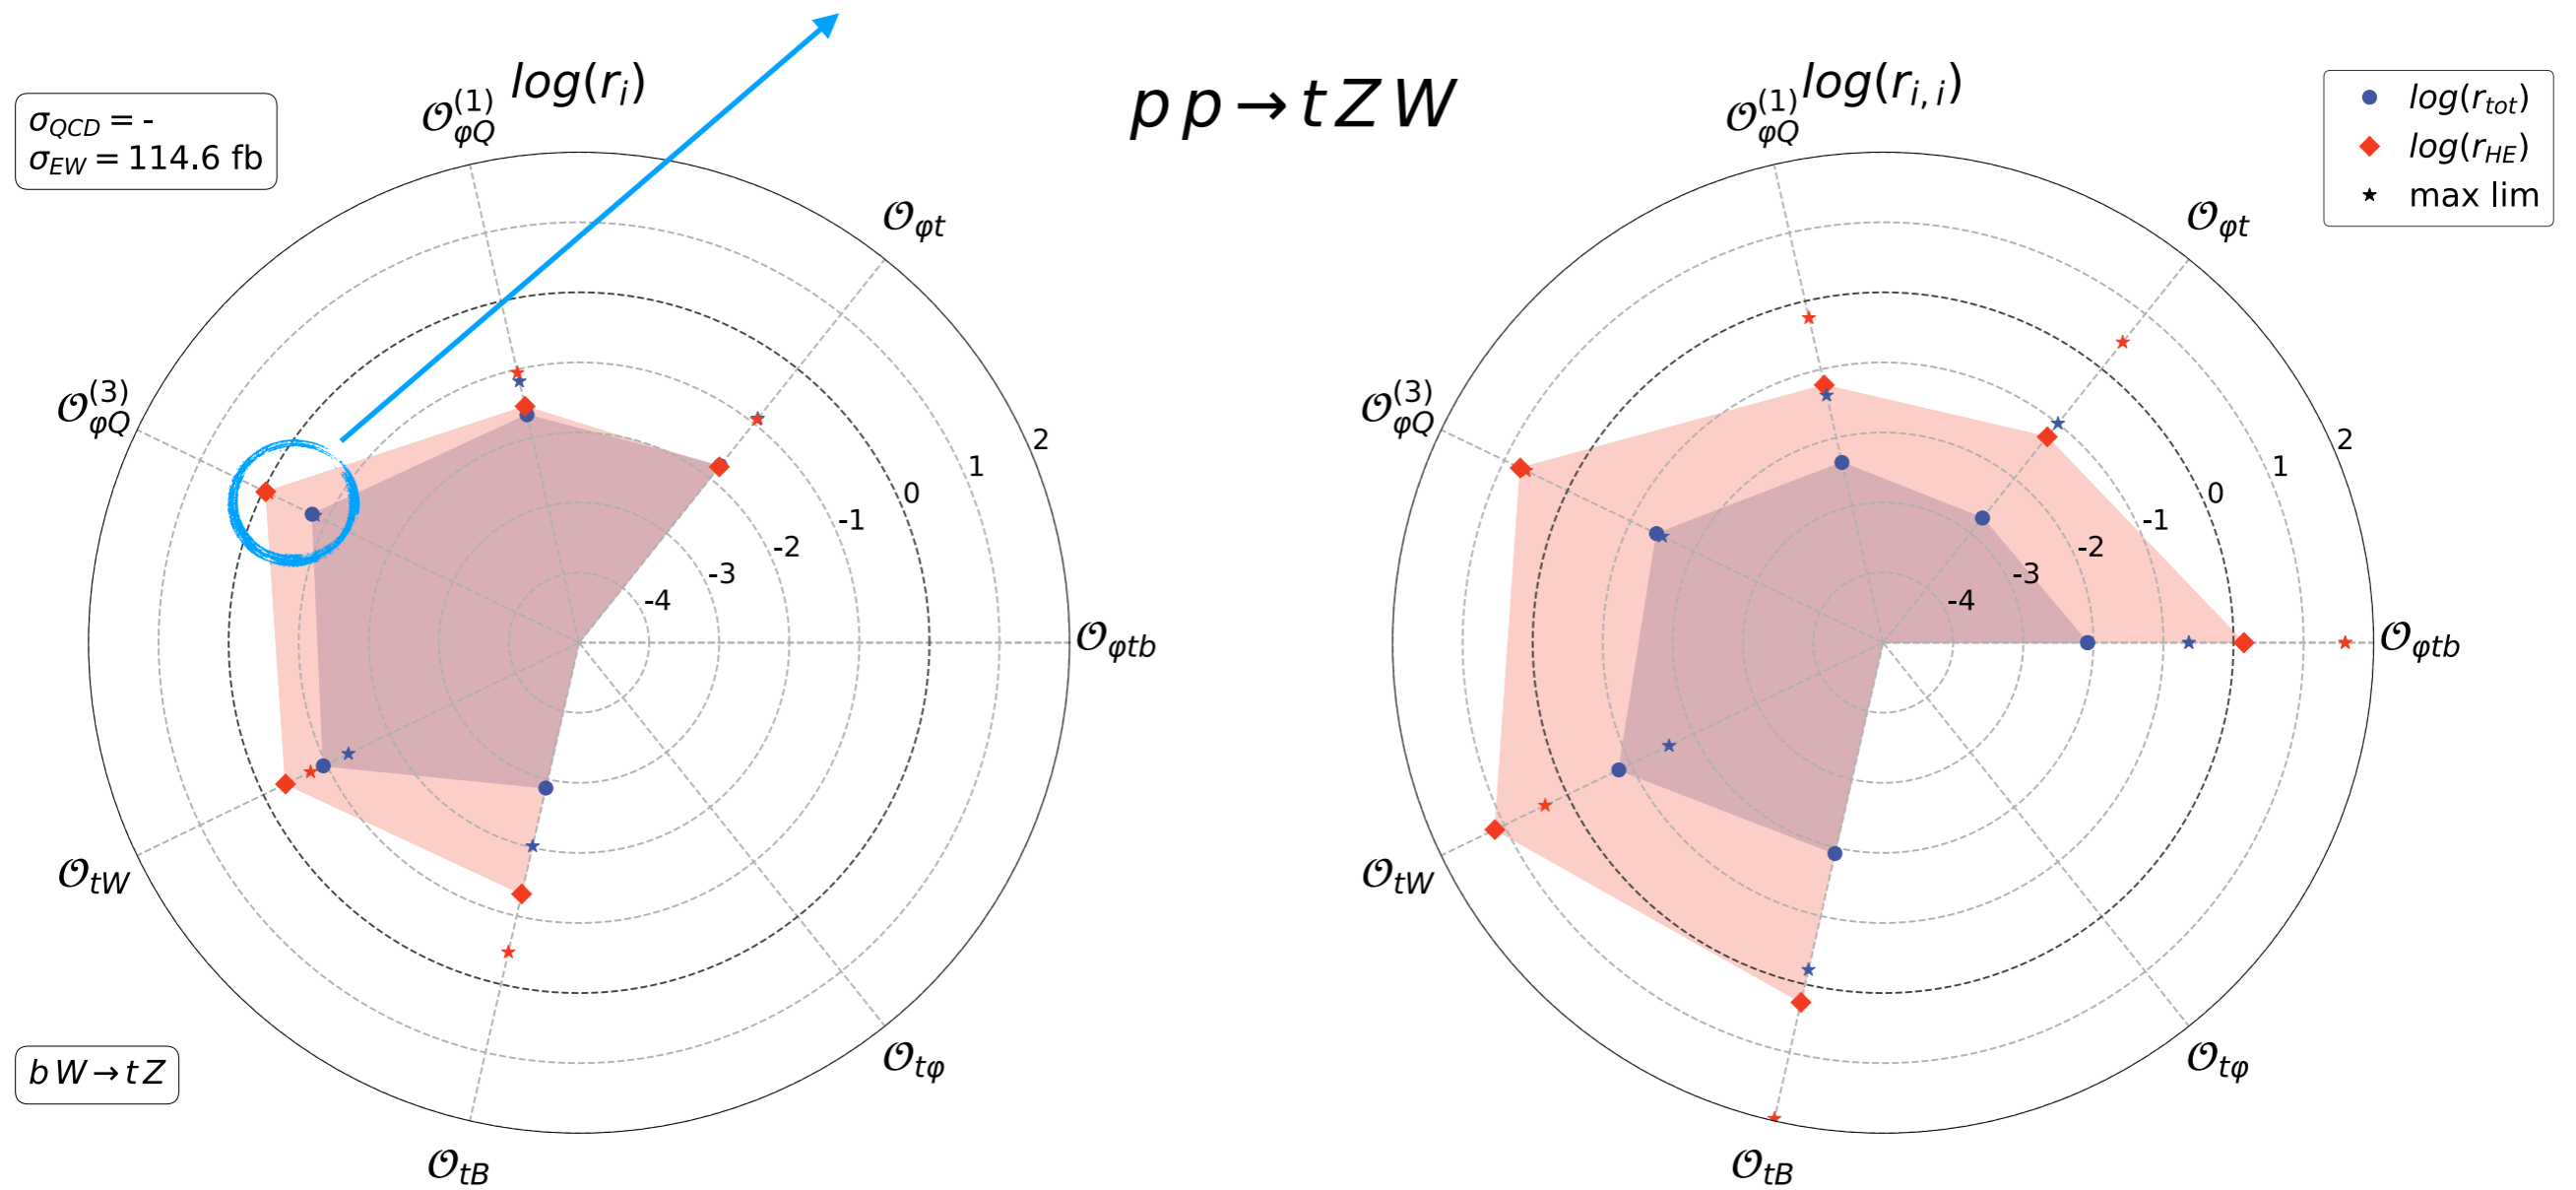 p p → t Z W
σ_QCD = -
σ_EW = 114.6 fb
log(r_i)
O_φQ^(1)
O_φt
O_φQ^(3)
2
1
0
-1
-2
-3
-4
O_φtb
O_tW
O_tB
O_tφ
b W → t Z
log(r_{i, i})
O_φQ^(1)
O_φt
O_φQ^(3)
2
1
0
-1
-2
-3
-4
O_φtb
O_tW
O_tB
O_tφ
log(r_tot)
log(r_HE)
max lim